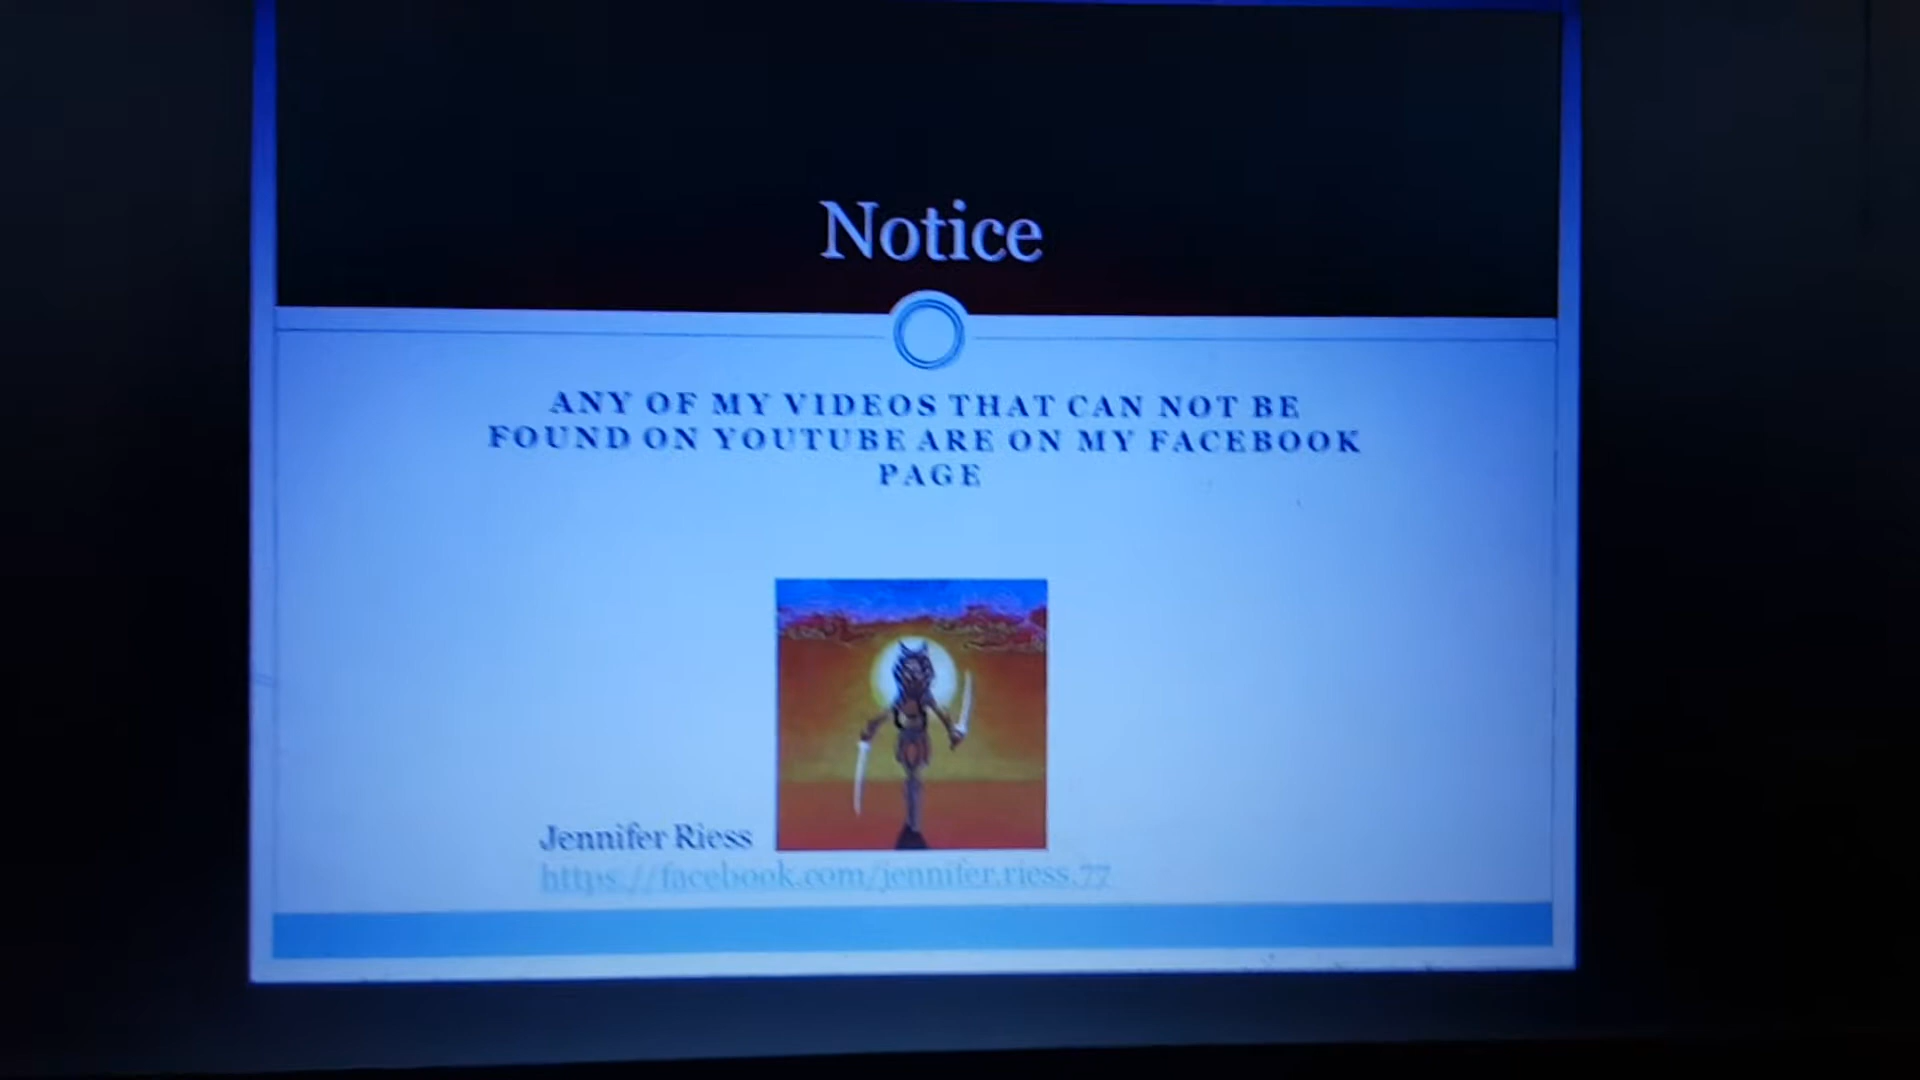 Notice
ANY OF MY VIDEOS THAT CAN NOT BE
FOUND ON YOUTUBE ARE ON MY FACEBOOK
PAGE
Jennifer Riess
https://facebook.com/jennifer.riess.77